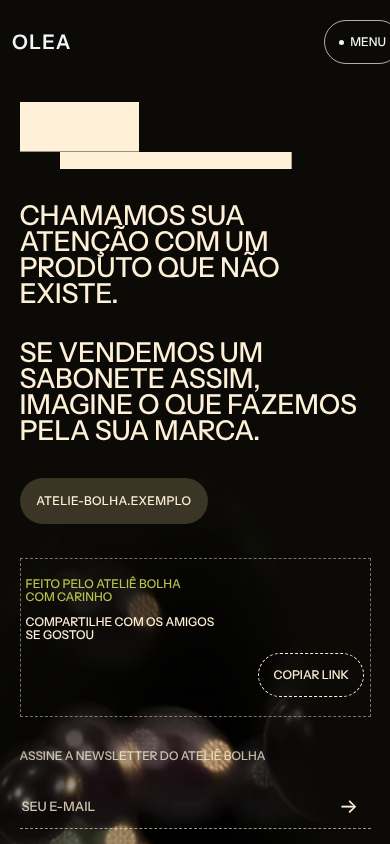 OLEA
• MENU
CHAMAMOS SUA
ATENÇÃO COM UM
PRODUTO QUE NÃO
EXISTE.
SE VENDEMOS UM
SABONETE ASSIM,
IMAGINE O QUE FAZEMOS
PELA SUA MARCA.
ATELIE-BOLHA.EXEMPLO
FEITO PELO ATELIÊ BOLHA
COM CARINHO
COMPARTILHE COM OS AMIGOS
SE GOSTOU
COPIAR LINK
ASSINE A NEWSLETTER DO ATELIÊ BOLHA
SEU E-MAIL